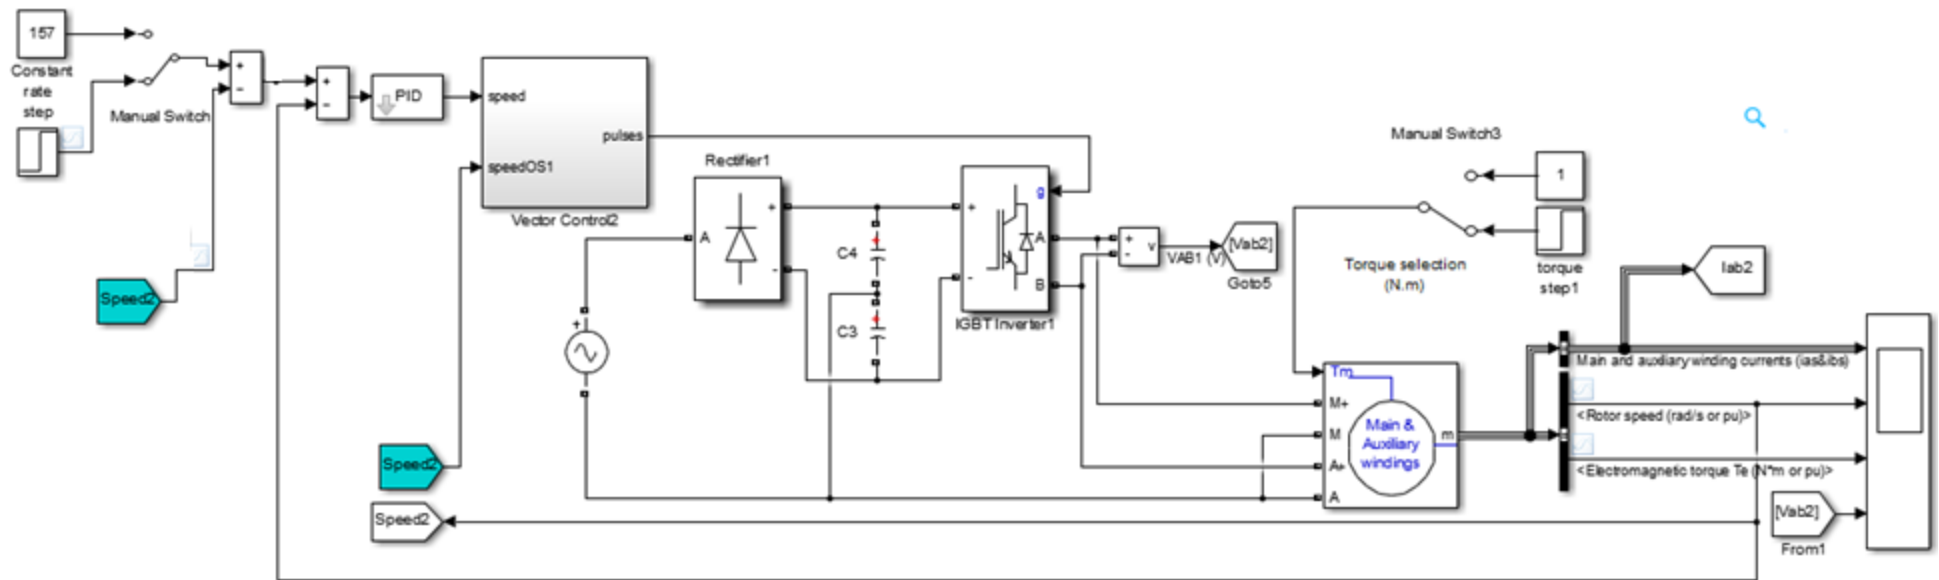 157
Constant
rate
step
Manual Switch
+
-
+
-
PID
speed
pulses
speedOS1
Vector Control2
Speed2
Speed2
Speed2
Rectifier1
A
+
-
+
C4
C3
+
-
g
A
B
IGBT Inverter1
+
-
v
VAB1 (V)
[Vab2]
Goto5
Manual Switch3
1
Torque selection
(N.m)
torque
step1
Iab2
Tm
M+
M
A+
A
Main &
Auxiliary
windings
m
Main and auxiliary winding currents (ias&ibs)
<Rotor speed (rad/s or pu)>
<Electromagnetic torque Te (N*m or pu)>
[Vab2]
From1